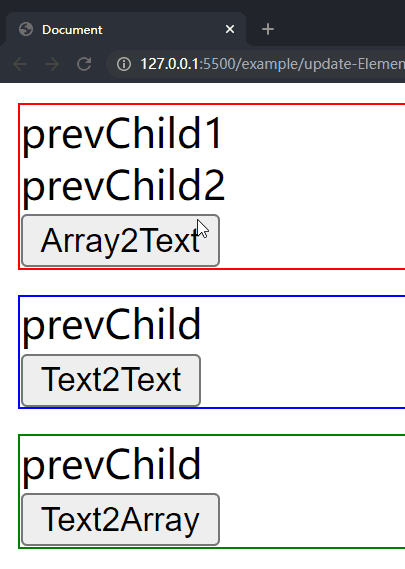 Document
127.0.0.1:5500/example/update-Elemen
prevChild1
prevChild2
Array2Text
prevChild
Text2Text
prevChild
Text2Array